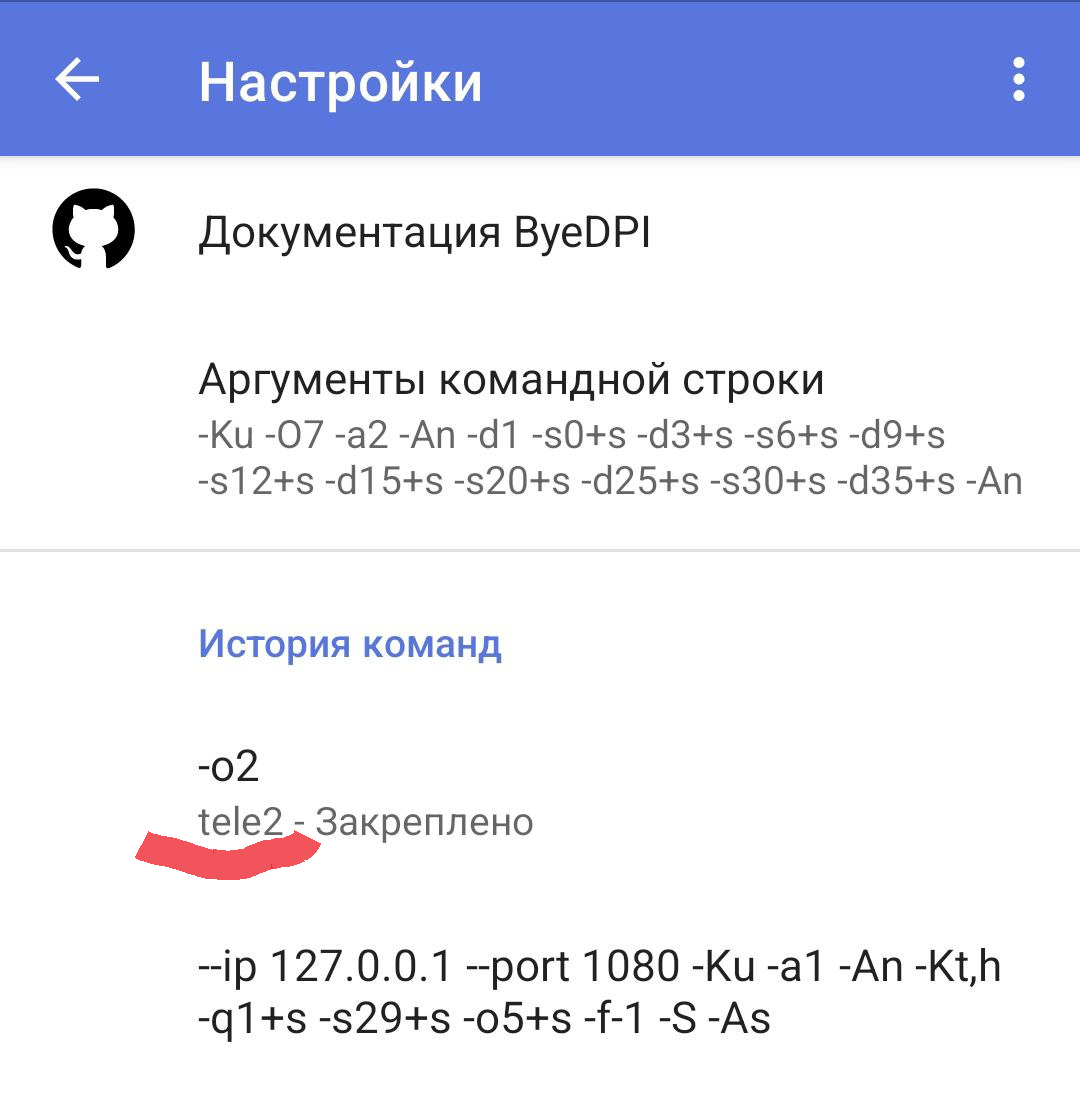 Настройки
Документация ByeDPI
Аргументы командной строки
-Ku -O7 -a2 -An -d1 -s0+s -d3+s -s6+s -d9+s
-s12+s -d15+s -s20+s -d25+s -s30+s -d35+s -An
История команд
-o2
tele2 - Закреплено
--ip 127.0.0.1 --port 1080 -Ku -a1 -An -Kt,h
-q1+s -s29+s -o5+s -f-1 -S -As